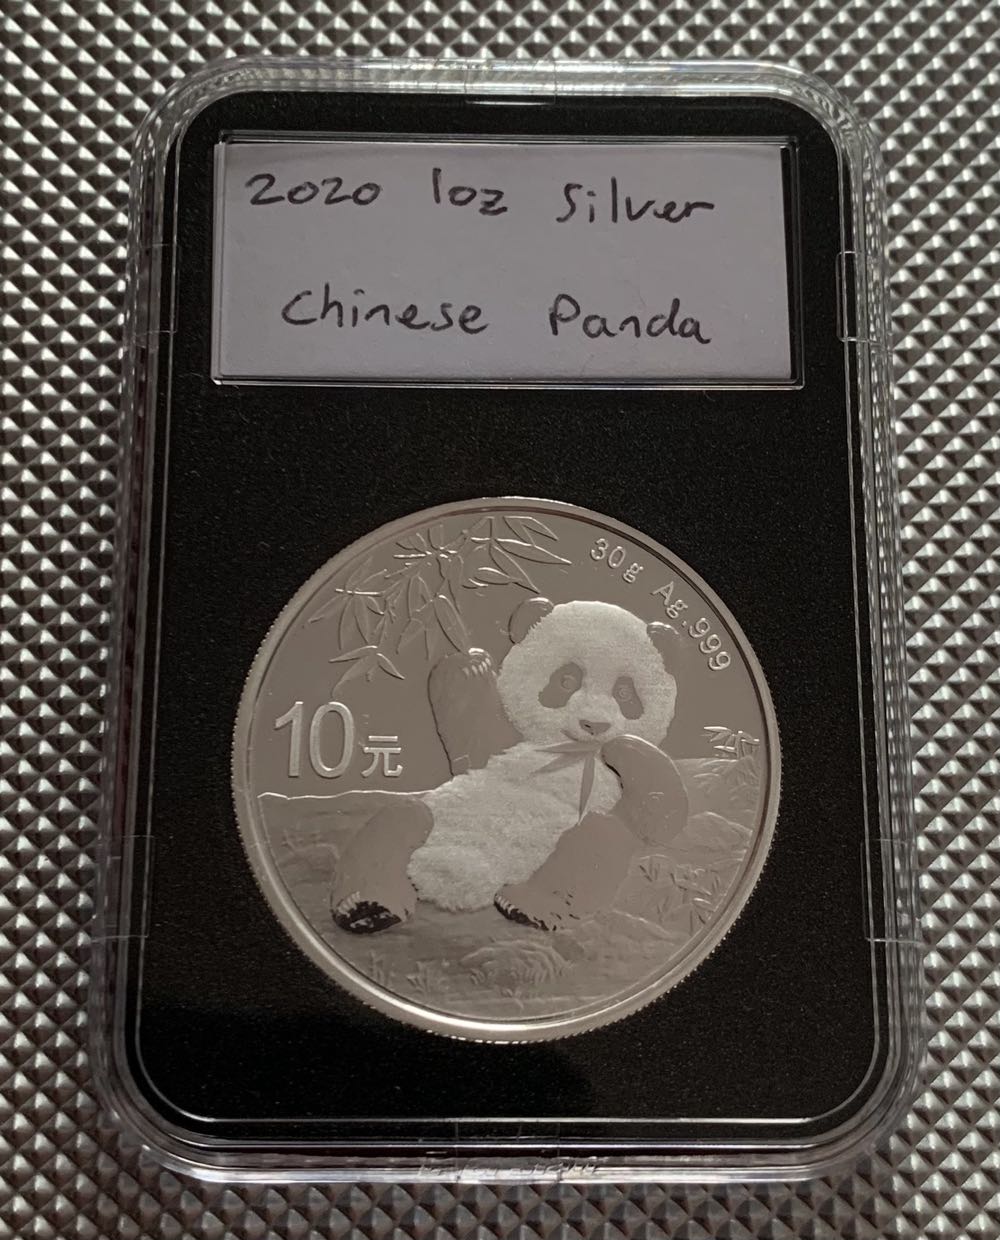 2020 1oz Silver
Chinese Panda
30g Ag.999
10元